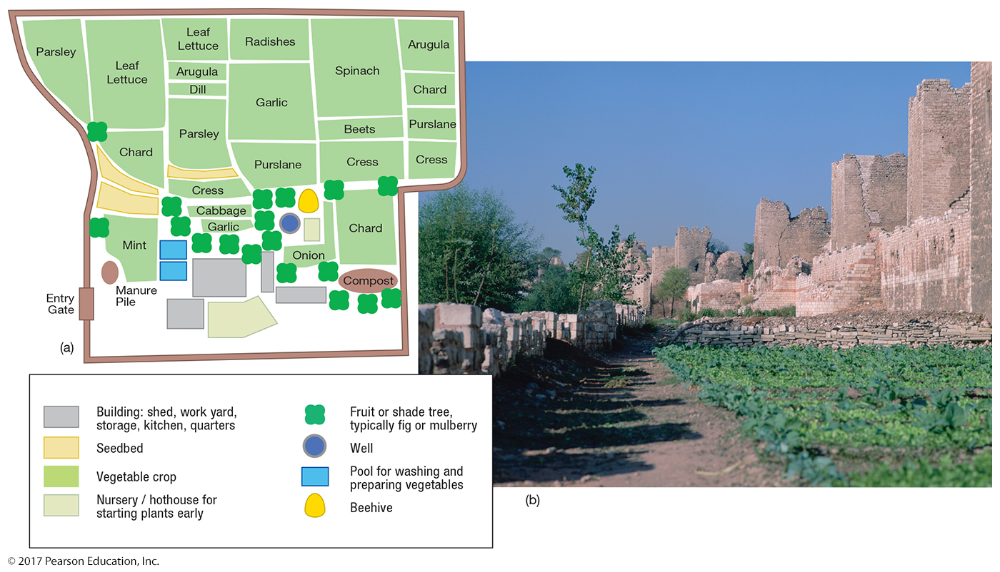 Parsley
Leaf
Lettuce
Leaf
Lettuce
Radishes
Spinach
Arugula
Arugula
Dill
Garlic
Chard
Parsley
Beets
Purslane
Chard
Purslane
Cress
Cress
Cress
Cabbage
Garlic
Chard
Mint
Onion
Compost
Manure
Pile
Entry
Gate
(a)
Building: shed, work yard,
storage, kitchen, quarters
Seedbed
Vegetable crop
Nursery / hothouse for
starting plants early
Fruit or shade tree,
typically fig or mulberry
Well
Pool for washing and
preparing vegetables
Beehive
(b)
© 2017 Pearson Education, Inc.